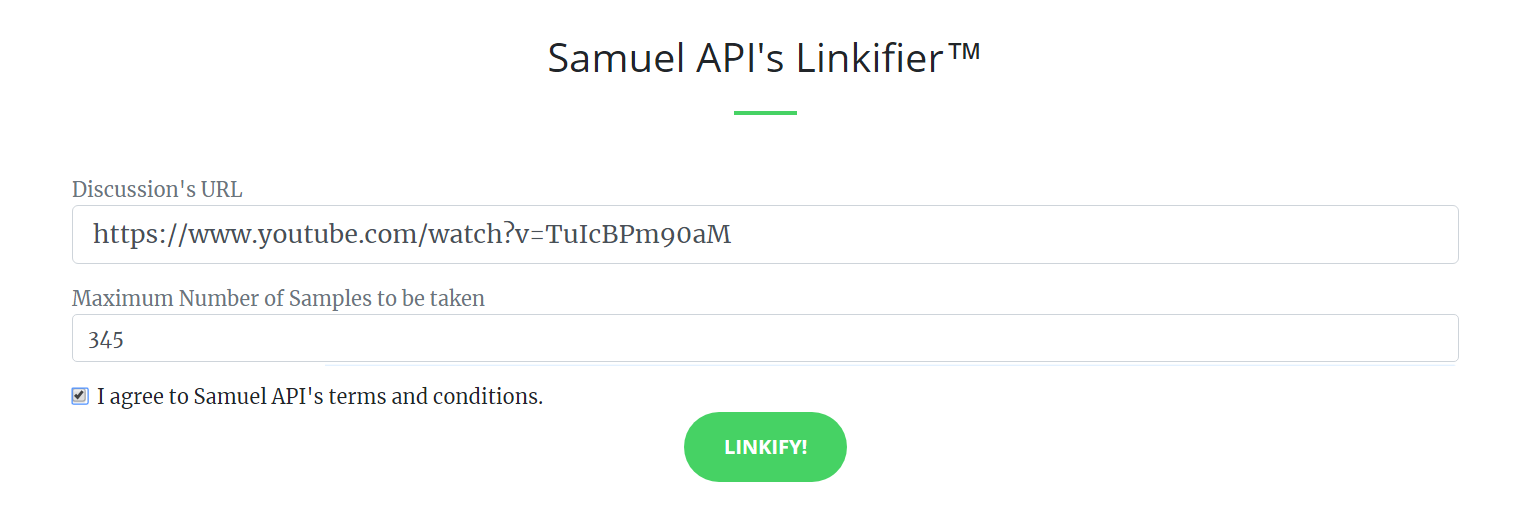 Samuel API's Linkifier™
Discussion's URL
https://www.youtube.com/watch?v=TuIcBPm90aM
Maximum Number of Samples to be taken
345
I agree to Samuel API's terms and conditions.
LINKIFY!